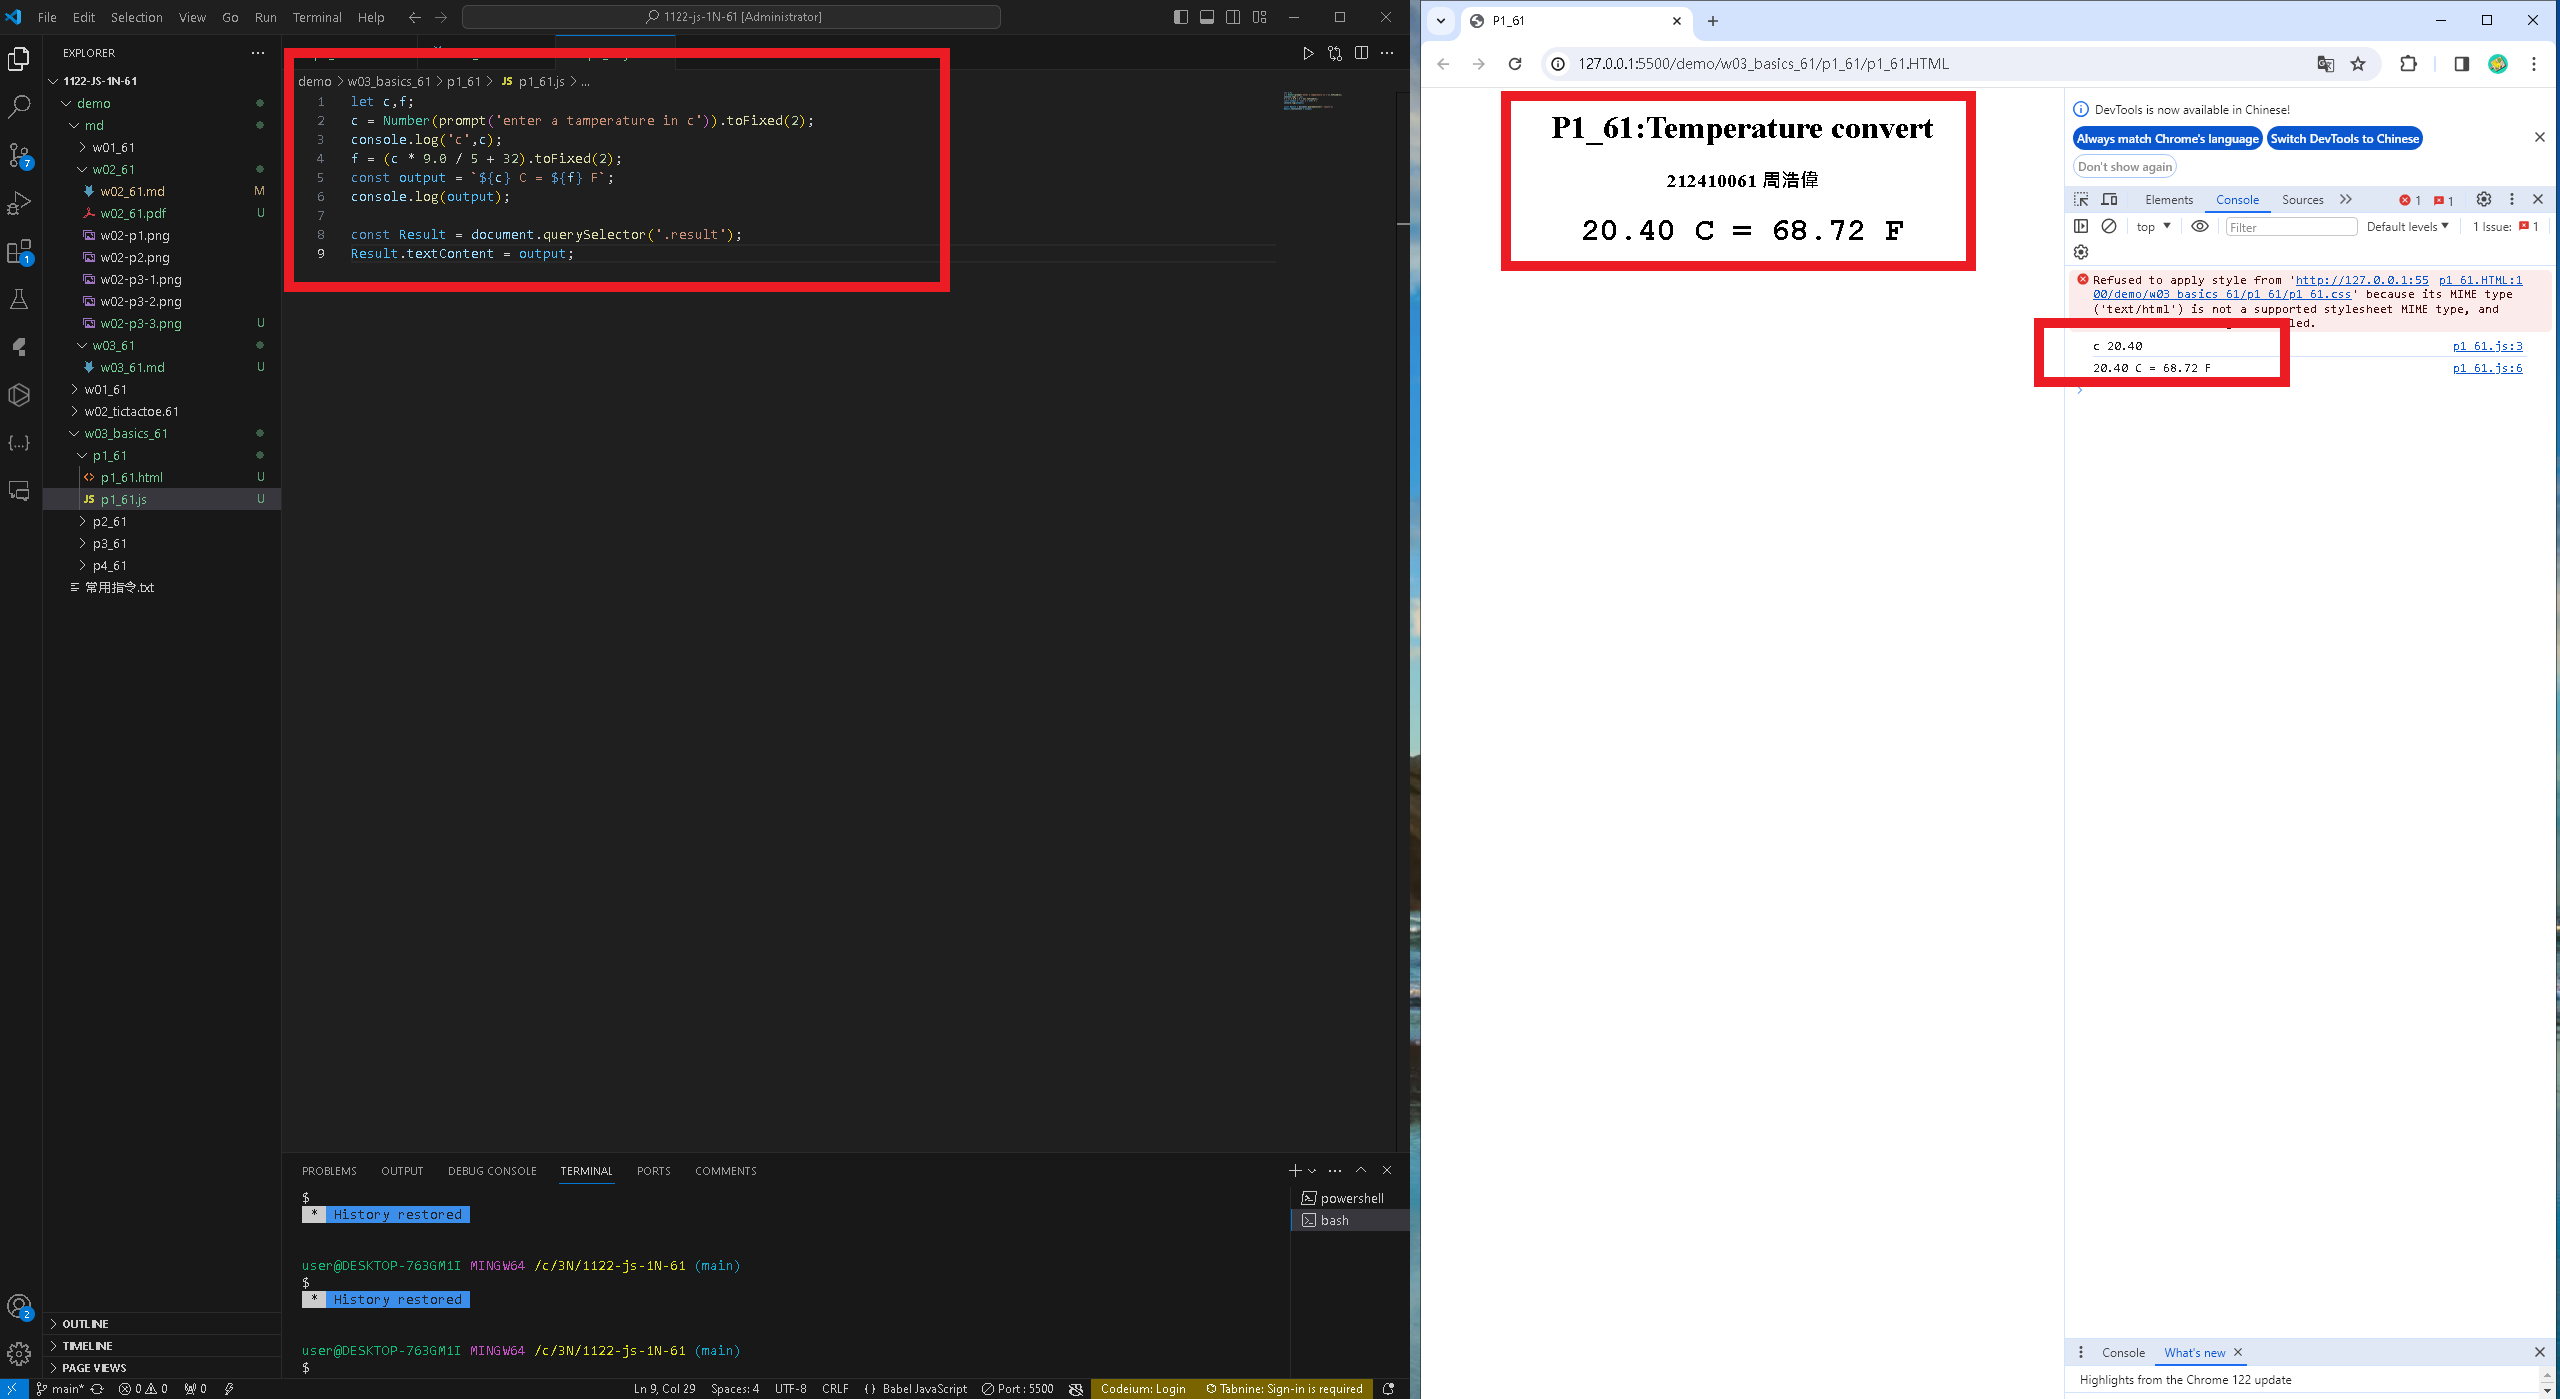 File Edit Selection View Go Run Terminal Help
1122-js-1N-61 [Administrator]
EXPLORER
1122-JS-1N-61
demo
md
w01_61
w02_61
w02_61.md M
w02_61.pdf U
w02-p1.png
w02-p2.png
w02-p3-1.png
w02-p3-2.png
w02-p3-3.png U
w03_61
w03_61.md U
w01_61
w02_tictactoe.61
w03_basics_61
p1_61
p1_61.html U
JS p1_61.js U
p2_61
p3_61
p4_61
常用指令.txt
OUTLINE
TIMELINE
PAGE VIEWS
7
1
2
demo > w03_basics_61 > p1_61 > JS p1_61.js > ...
1 let c,f;
2 c = Number(prompt('enter a tamperature in c')).toFixed(2);
3 console.log('c',c);
4 f = (c * 9.0 / 5 + 32).toFixed(2);
5 const output = `${c} C = ${f} F`;
6 console.log(output);
7
8 const Result = document.querySelector('.result');
9 Result.textContent = output;
PROBLEMS OUTPUT DEBUG CONSOLE TERMINAL PORTS COMMENTS
$
* History restored
user@DESKTOP-763GM1I MINGW64 /c/3N/1122-js-1N-61 (main)
$
* History restored
user@DESKTOP-763GM1I MINGW64 /c/3N/1122-js-1N-61 (main)
$
powershell
bash
main* 0 0 0 Ln 9, Col 29 Spaces: 4 UTF-8 CRLF Babel JavaScript Port : 5500 Codeium: Login Tabnine: Sign-in is required
P1_61
127.0.0.1:5500/demo/w03_basics_61/p1_61/p1_61.HTML
P1_61:Temperature convert
212410061 周浩偉
20.40 C = 68.72 F
DevTools is now available in Chinese!
Always match Chrome's language Switch DevTools to Chinese
Don't show again
Elements Console Sources 1 1
top Filter Default levels 1 Issue: 1
Refused to apply style from 'http://127.0.0.1:55 p1_61.HTML:1
00/demo/w03_basics_61/p1_61/p1_61.css' because its MIME type
('text/html') is not a supported stylesheet MIME type, and
led.
c 20.40 p1_61.js:3
20.40 C = 68.72 F p1_61.js:6
Console What's new
Highlights from the Chrome 122 update